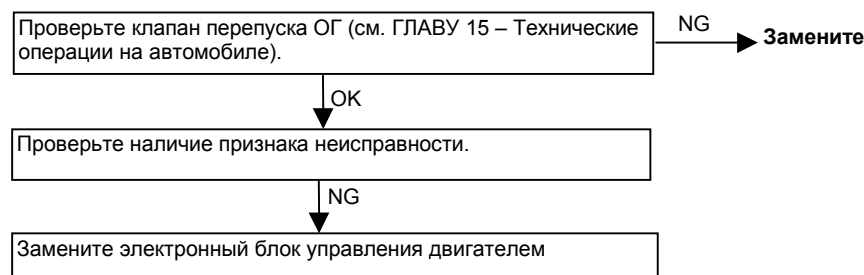 Проверьте клапан перепуска ОГ (см. ГЛАВУ 15 – Технические
операции на автомобиле).
NG
Замените
OK
Проверьте наличие признака неисправности.
NG
Замените электронный блок управления двигателем